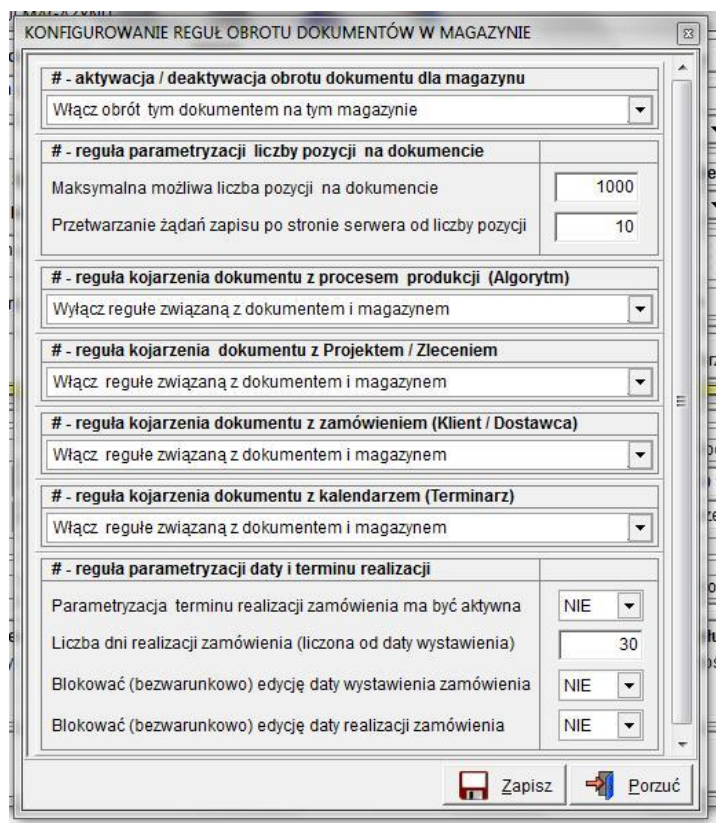 KONFIGUROWANIE REGUŁ OBROTU DOKUMENTÓW W MAGAZYNIE
# - aktywacja / deaktywacja obrotu dokumentu dla magazynu
Włącz obrót tym dokumentem na tym magazynie
# - reguła parametryzacji liczby pozycji na dokumencie
Maksymalna możliwa liczba pozycji na dokumencie 1000
Przetwarzanie żądań zapisu po stronie serwera od liczby pozycji 10
# - reguła kojarzenia dokumentu z procesem produkcji (Algorytm)
Wyłącz regułe związaną z dokumentem i magazynem
# - reguła kojarzenia dokumentu z Projektem / Zleceniem
Włącz regułe związaną z dokumentem i magazynem
# - reguła kojarzenia dokumentu z zamówieniem (Klient / Dostawca)
Włącz regułe związaną z dokumentem i magazynem
# - reguła kojarzenia dokumentu z kalendarzem (Terminarz)
Włącz regułe związaną z dokumentem i magazynem
# - reguła parametryzacji daty i terminu realizacji
Parametryzacja terminu realizacji zamówienia ma być aktywna NIE
Liczba dni realizacji zamówienia (liczona od daty wystawienia) 30
Blokować (bezwarunkowo) edycję daty wystawienia zamówienia NIE
Blokować (bezwarunkowo) edycję daty realizacji zamówienia NIE
Zapisz Porzuć